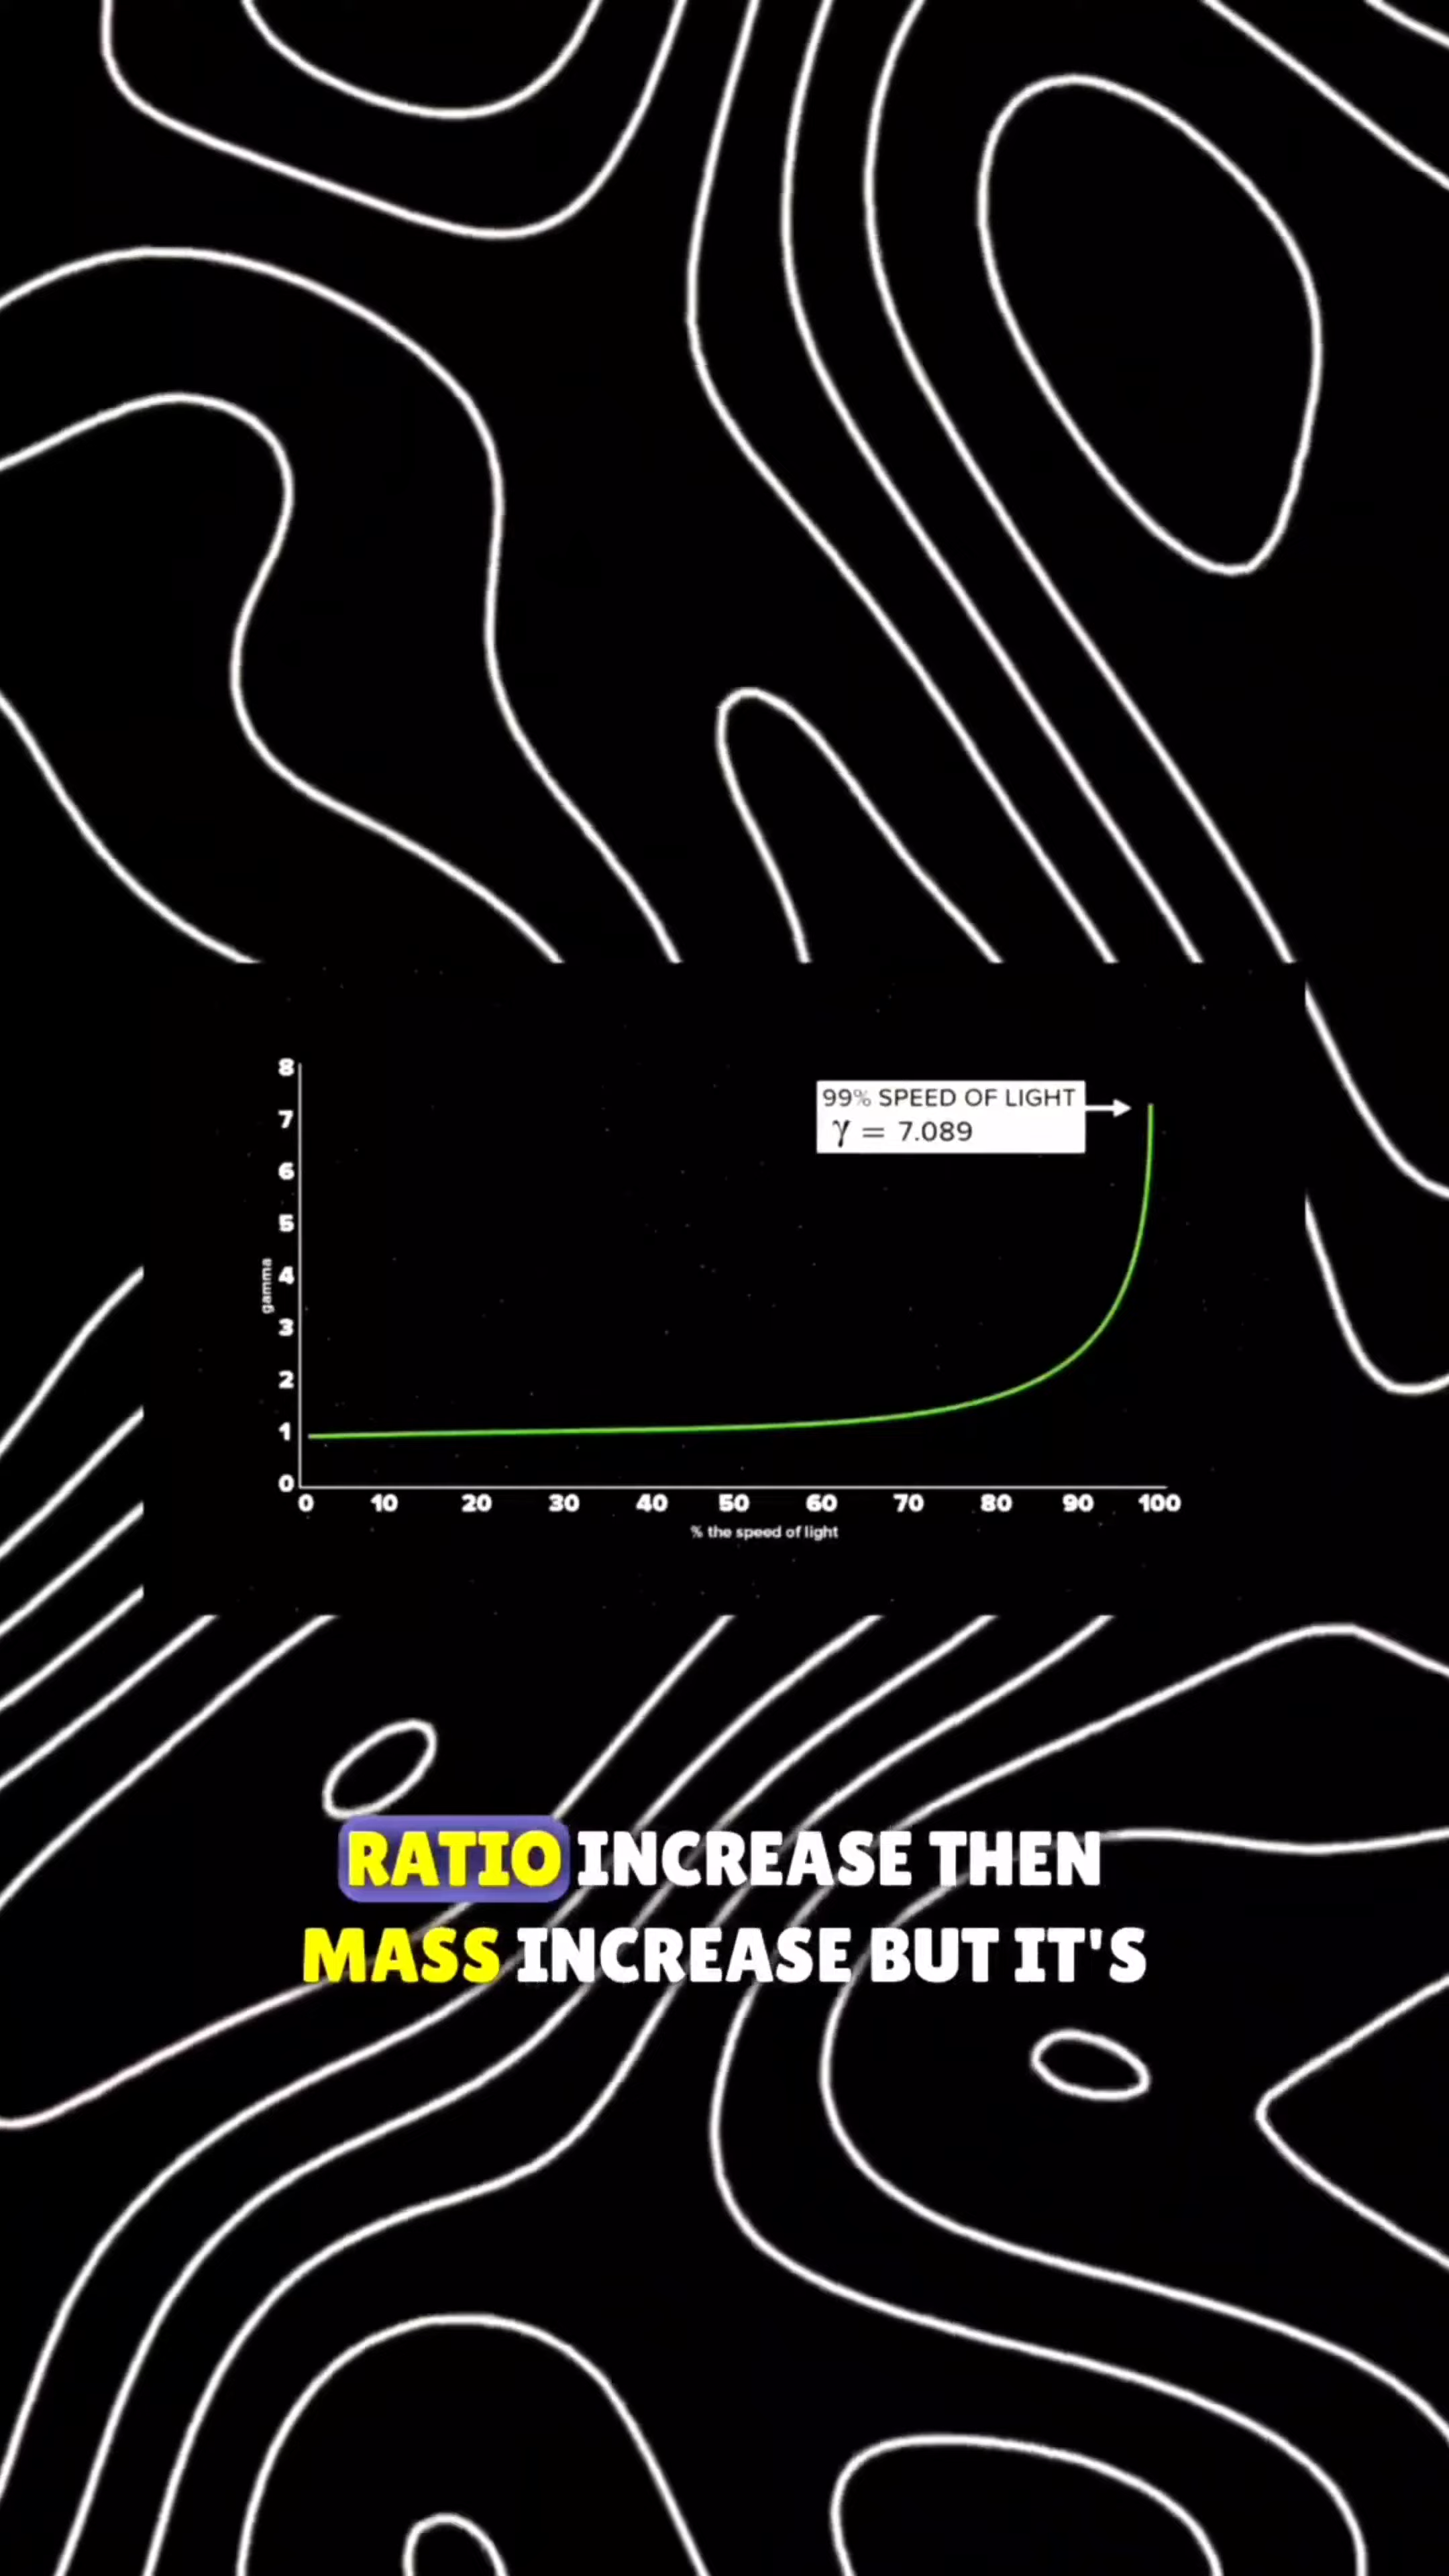 8
99% SPEED OF LIGHT
7
γ = 7.089
6
5
4
gamma
3
2
1
0
0 10 20 30 40 50 60 70 80 90 100
% the speed of light
RATIO INCREASE THEN
MASS INCREASE BUT IT'S